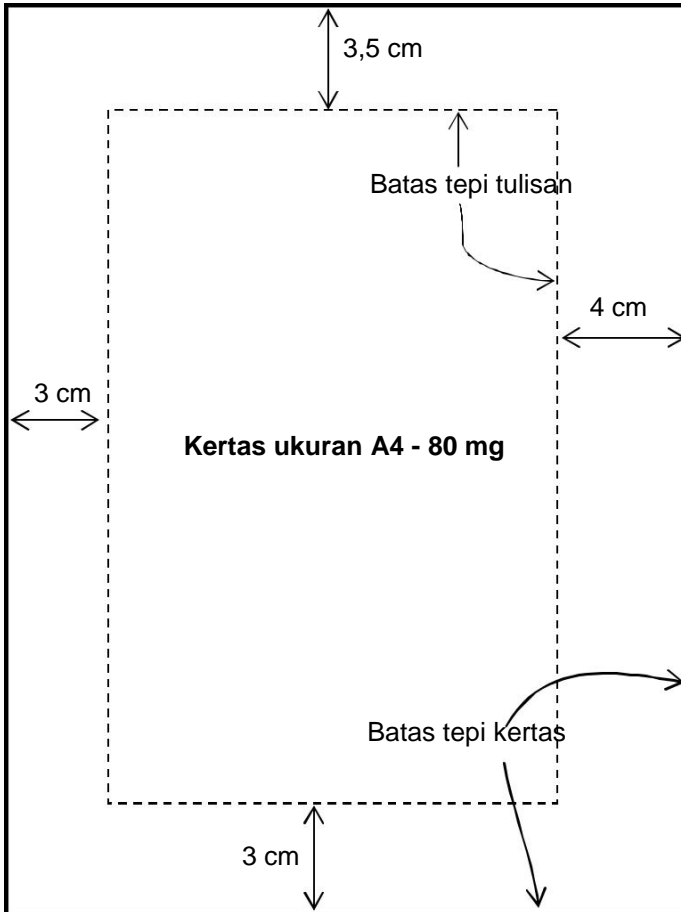 3,5 cm
Batas tepi tulisan
4 cm
3 cm
Kertas ukuran A4 - 80 mg
Batas tepi kertas
3 cm